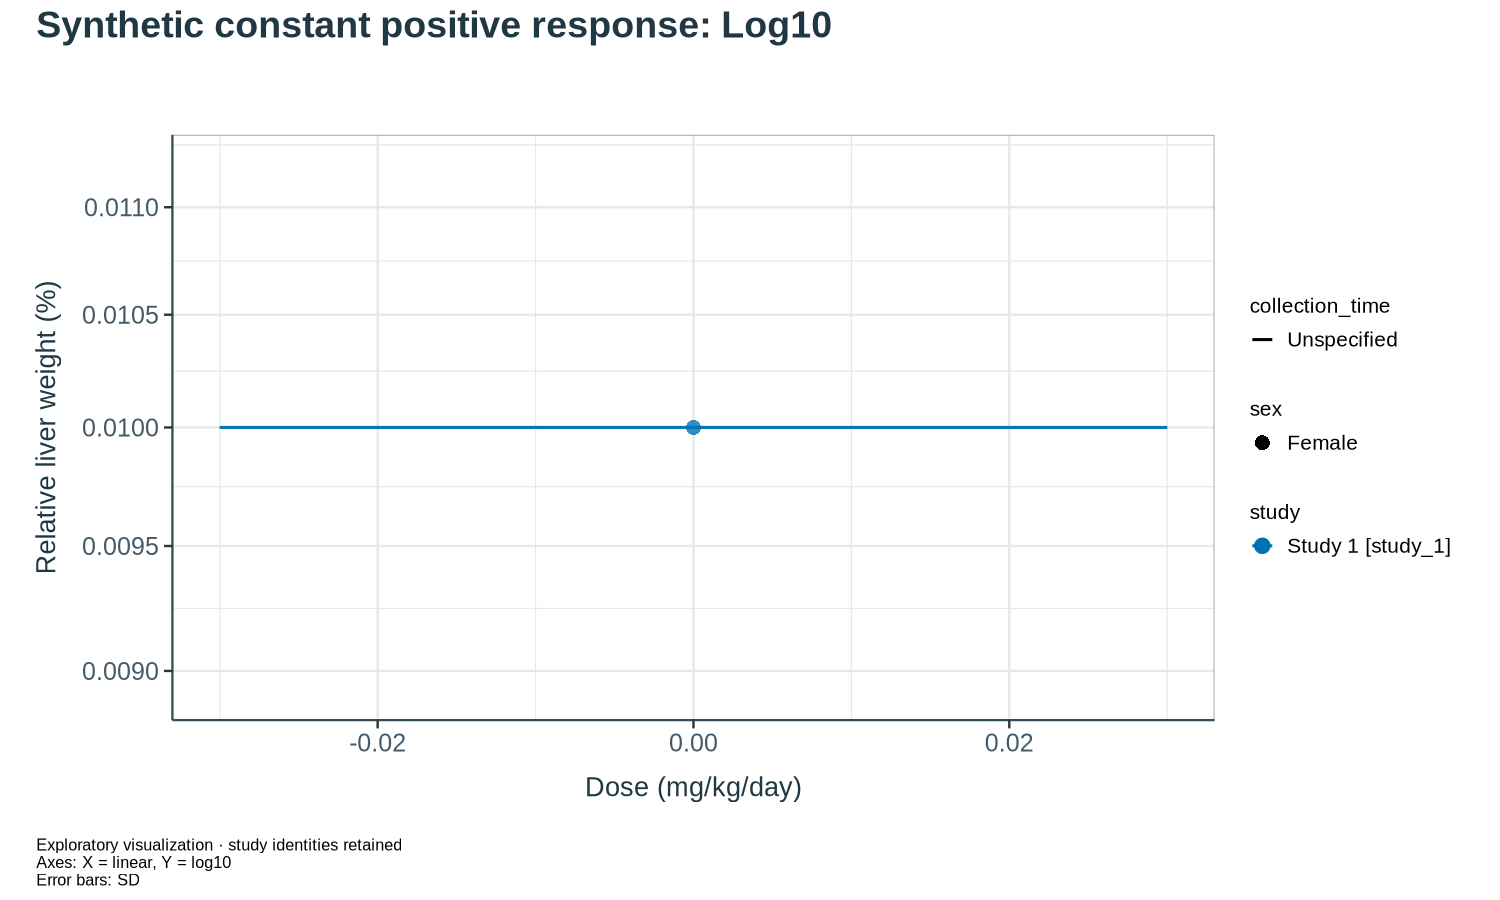 Synthetic constant positive response: Log10
0.0110
0.0105
0.0100
0.0095
0.0090
Relative liver weight (%)
-0.02
0.00
0.02
Dose (mg/kg/day)
collection_time
Unspecified
sex
Female
study
Study 1 [study_1]
Exploratory visualization · study identities retained
Axes: X = linear, Y = log10
Error bars: SD